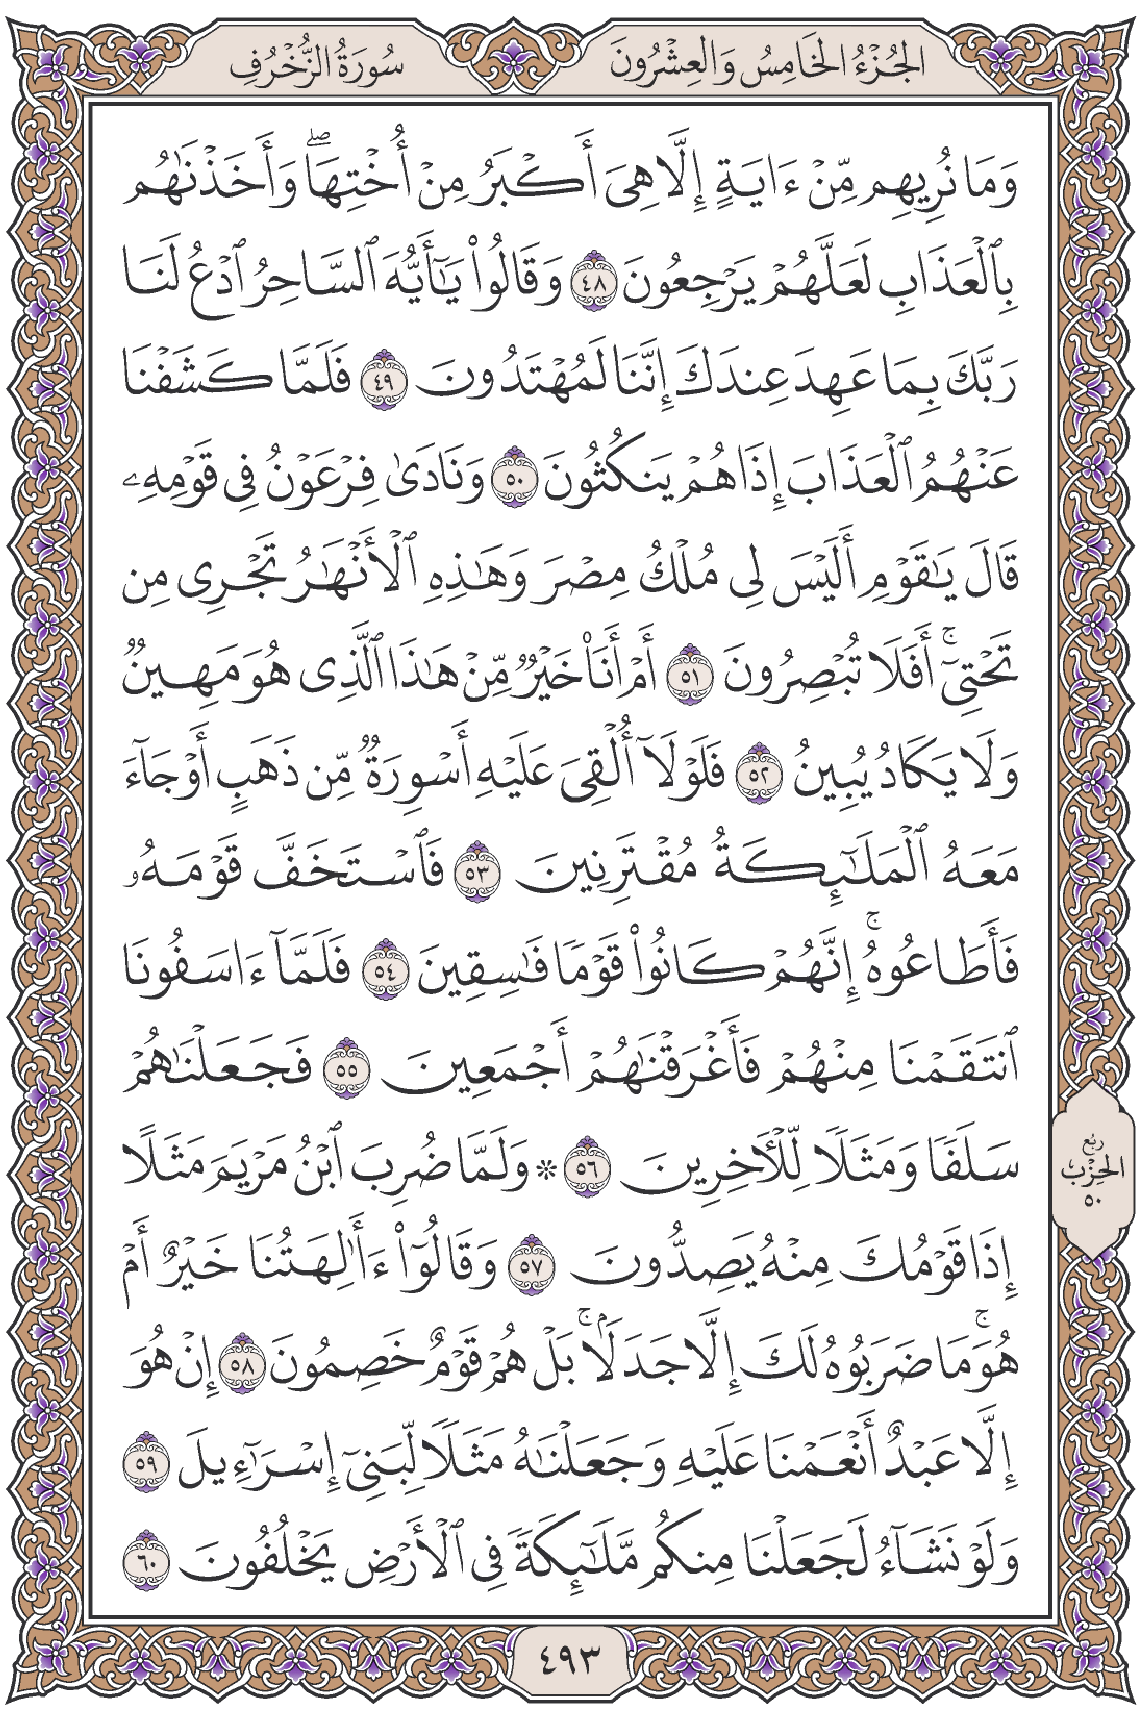 الجُزْءُ الخَامِسُ وَالعِشْرُونَ
سُورَةُ الزُّخْرُفِ
وَمَا نُرِيهِم مِّنْ ءَايَةٍ إِلَّا هِيَ أَكْبَرُ مِنْ أُخْتِهَاۖ وَأَخَذْنَٰهُم
بِٱلْعَذَابِ لَعَلَّهُمْ يَرْجِعُونَ ٤٨ وَقَالُواْ يَٰٓأَيُّهَ ٱلسَّاحِرُ ٱدْعُ لَنَا
رَبَّكَ بِمَا عَهِدَ عِندَكَ إِنَّنَا لَمُهْتَدُونَ ٤٩ فَلَمَّا كَشَفْنَا
عَنْهُمُ ٱلْعَذَابَ إِذَا هُمْ يَنكُثُونَ ٥٠ وَنَادَىٰ فِرْعَوْنُ فِي قَوْمِهِۦ
قَالَ يَٰقَوْمِ أَلَيْسَ لِي مُلْكُ مِصْرَ وَهَٰذِهِ ٱلْأَنْهَٰرُ تَجْرِي مِن
تَحْتِيٓۚ أَفَلَا تُبْصِرُونَ ٥١ أَمْ أَنَا۠ خَيْرٌ مِّنْ هَٰذَا ٱلَّذِي هُوَ مَهِينٌ
وَلَا يَكَادُ يُبِينُ ٥٢ فَلَوْلَآ أُلْقِيَ عَلَيْهِ أَسْوِرَةٌ مِّن ذَهَبٍ أَوْ جَآءَ
مَعَهُ ٱلْمَلَٰٓئِكَةُ مُقْتَرِنِينَ ٥٣ فَٱسْتَخَفَّ قَوْمَهُۥ
فَأَطَاعُوهُۚ إِنَّهُمْ كَانُواْ قَوْمًا فَٰسِقِينَ ٥٤ فَلَمَّآ ءَاسَفُونَا
ٱنتَقَمْنَا مِنْهُمْ فَأَغْرَقْنَٰهُمْ أَجْمَعِينَ ٥٥ فَجَعَلْنَٰهُمْ
سَلَفًا وَمَثَلًا لِّلْأٓخِرِينَ ٥٦ ۞ وَلَمَّا ضُرِبَ ٱبْنُ مَرْيَمَ مَثَلًا
إِذَا قَوْمُكَ مِنْهُ يَصِدُّونَ ٥٧ وَقَالُوٓاْ ءَأَٰلِهَتُنَا خَيْرٌ أَمْ
هُوَۚ مَا ضَرَبُوهُ لَكَ إِلَّا جَدَلَۢاۚ بَلْ هُمْ قَوْمٌ خَصِمُونَ ٥٨ إِنْ هُوَ
إِلَّا عَبْدٌ أَنْعَمْنَا عَلَيْهِ وَجَعَلْنَٰهُ مَثَلًا لِّبَنِيٓ إِسْرَٰٓءِيلَ ٥٩
وَلَوْ نَشَآءُ لَجَعَلْنَا مِنكُم مَّلَٰٓئِكَةً فِي ٱلْأَرْضِ يَخْلُفُونَ ٦٠
ربع
الحِزْب
٥٠
٤٩٣